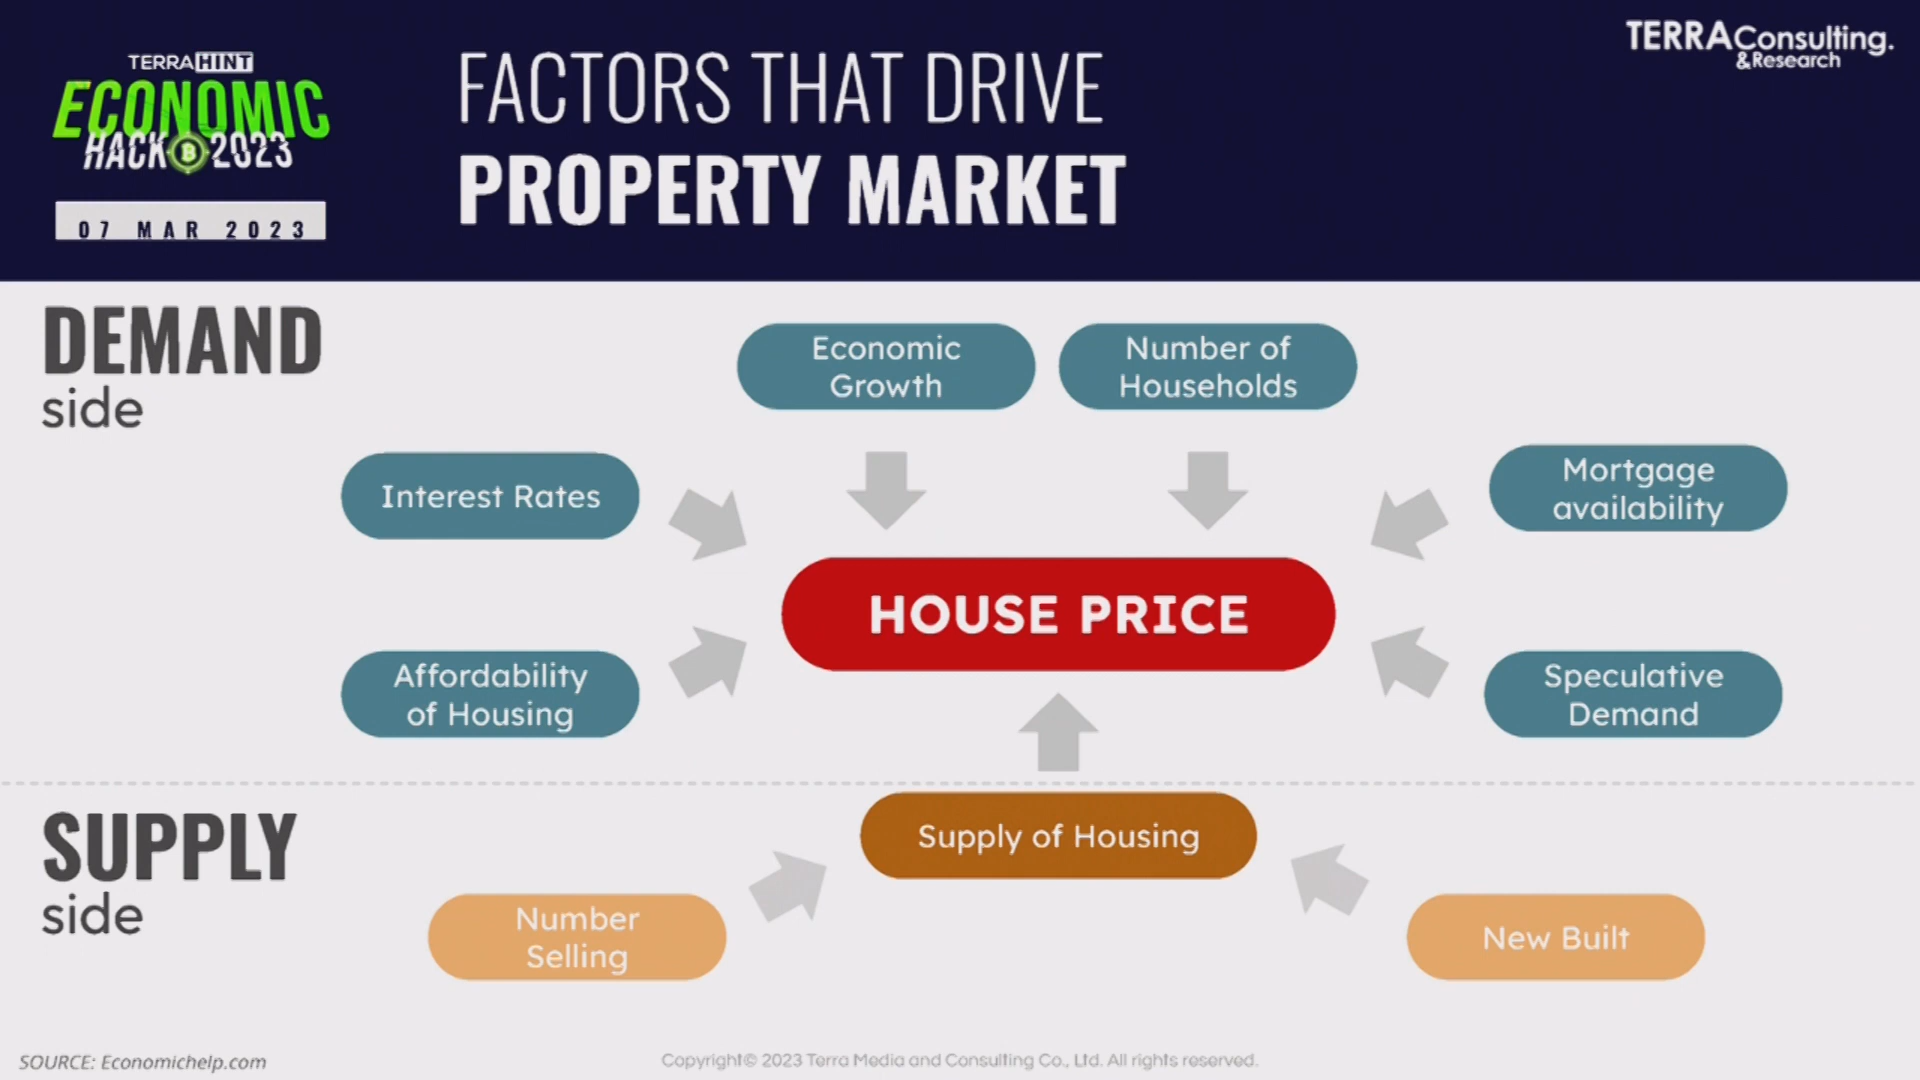 TERRAHINT
ECONOMIC
HACK 2023
07 MAR 2023
FACTORS THAT DRIVE
PROPERTY MARKET
TERRAConsulting.
&Research
DEMAND
side
Economic
Growth
Number of
Households
Interest Rates
Mortgage
availability
HOUSE PRICE
Affordability
of Housing
Speculative
Demand
SUPPLY
side
Supply of Housing
Number
Selling
New Built
SOURCE: Economichelp.com
Copyright© 2023 Terra Media and Consulting Co., Ltd. All rights reserved.